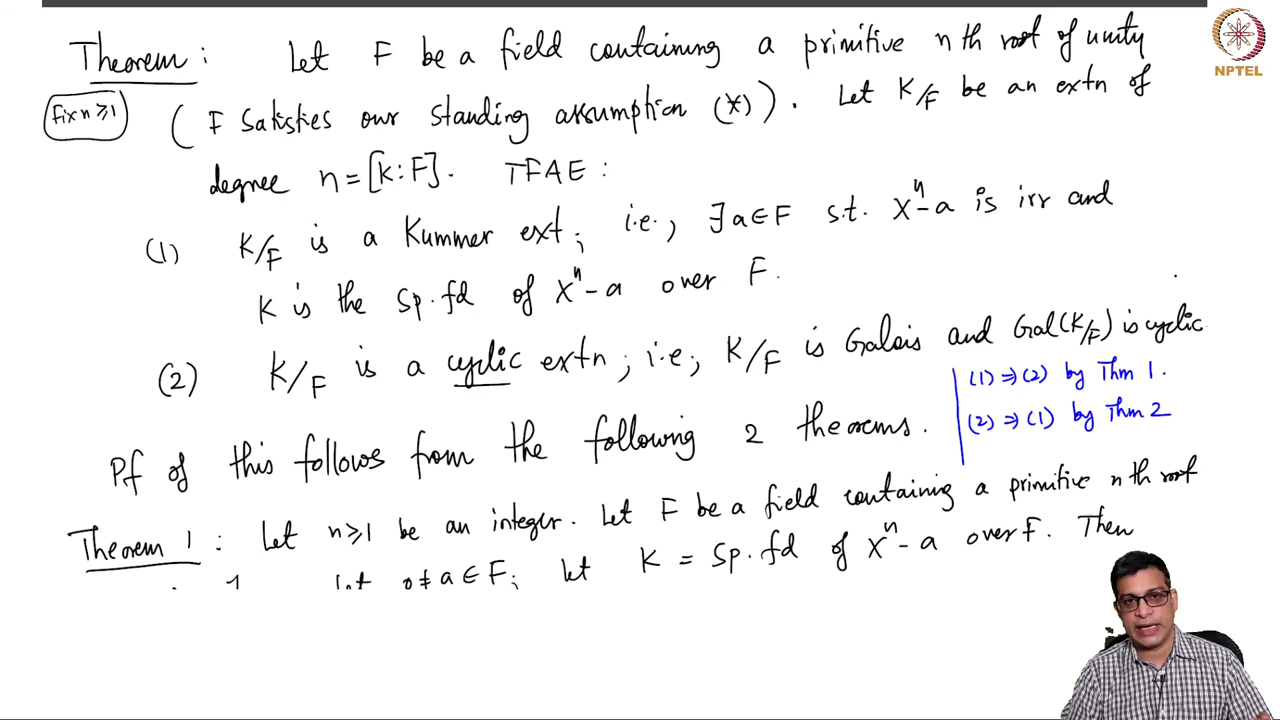 Theorem : Let F be a field containing a primitive n th root of unity
NPTEL
fix n ≥ 1
( F satisfies our standing assumption (*) ) . Let K/F be an extn of
degree n = [K:F]. TFAE :
(1) K/F is a Kummer ext ; i.e., ∃ a ∈ F s.t. X^n - a is irr and
K is the sp. fd of X^n - a over F .
(2) K/F is a cyclic extn ; i.e., K/F is Galois and Gal(K/F) is cyclic
(1) ⇒ (2) by Thm 1 .
(2) ⇒ (1) by Thm 2
Pf of this follows from the following 2 theorems .
Theorem 1 : Let n ≥ 1 be an integer . Let F be a field containing a primitive n th root
let 0 ≠ a ∈ F ; let K = Sp. fd of X^n - a over F . Then